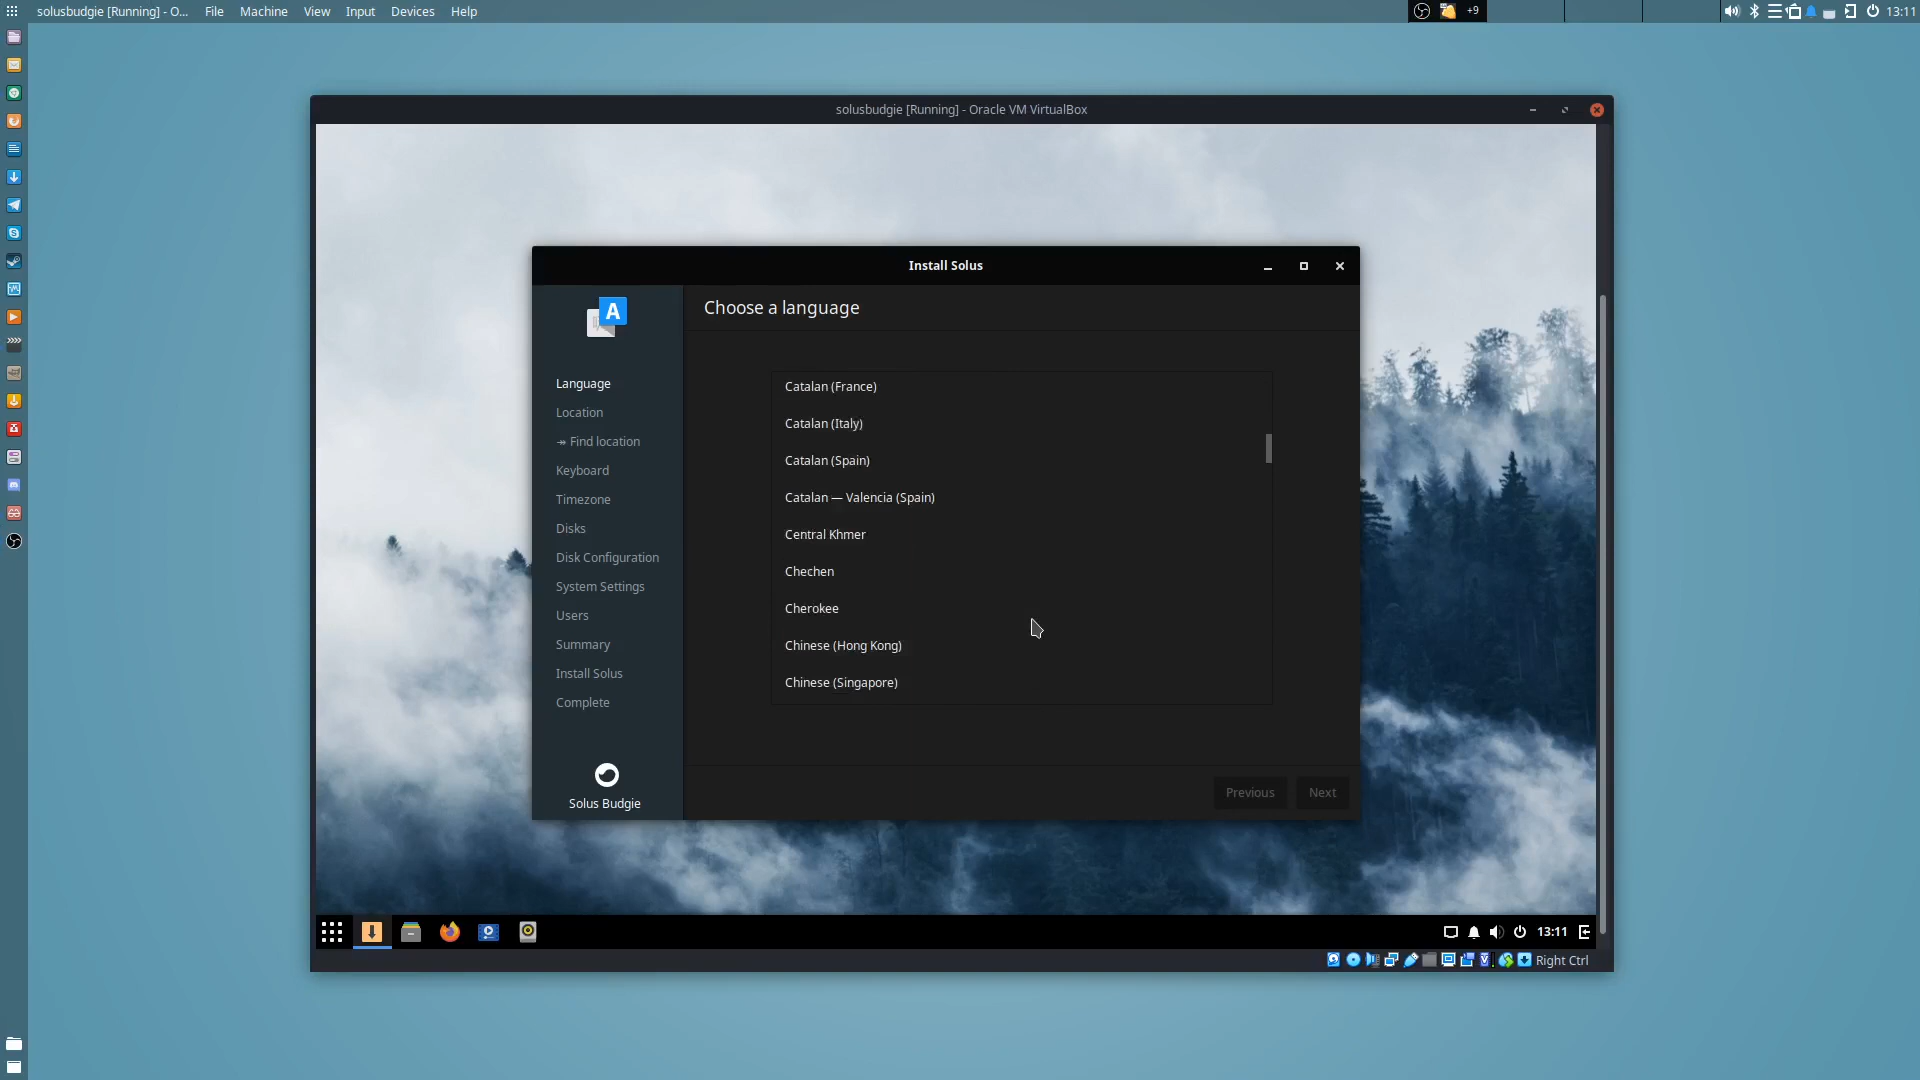 solusbudgie [Running] - O... File Machine View Input Devices Help +9 13:11
solusbudgie [Running] - Oracle VM VirtualBox
Install Solus
A
Choose a language
Language
Location
↠ Find location
Keyboard
Timezone
Disks
Disk Configuration
System Settings
Users
Summary
Install Solus
Complete
Solus Budgie
Catalan (France)
Catalan (Italy)
Catalan (Spain)
Catalan — Valencia (Spain)
Central Khmer
Chechen
Cherokee
Chinese (Hong Kong)
Chinese (Singapore)
Previous Next
13:11
Right Ctrl